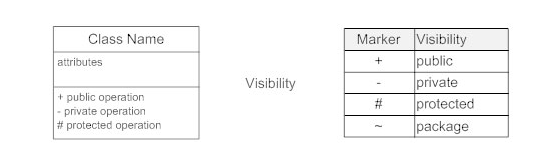 Class Name
attributes
+ public operation
- private operation
# protected operation
Visibility
Marker Visibility
+ public
- private
# protected
~ package